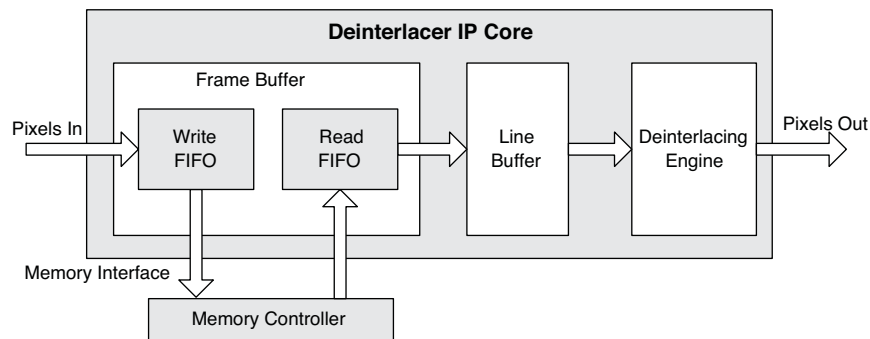 Deinterlacer IP Core
Frame Buffer
Pixels In
Write
FIFO
Read
FIFO
Line
Buffer
Deinterlacing
Engine
Pixels Out
Memory Interface
Memory Controller